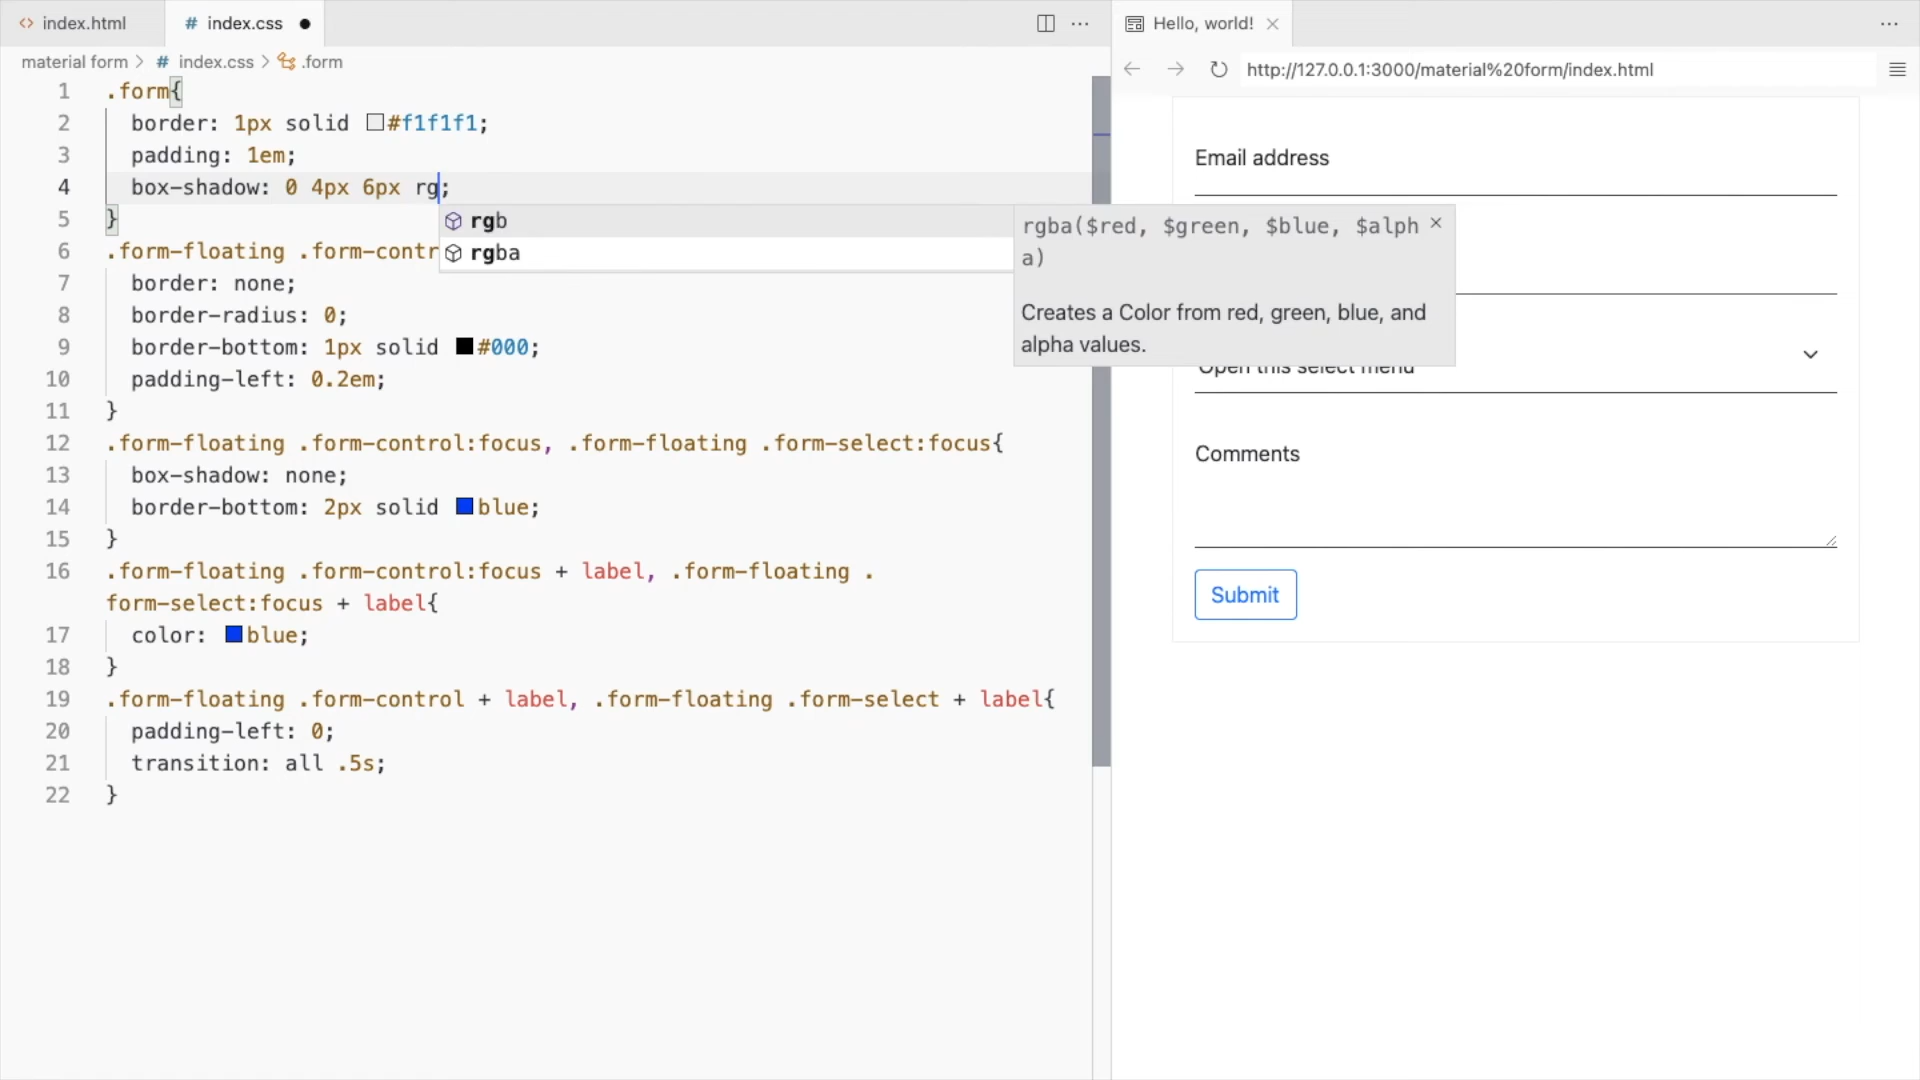 index.html
index.css
material form > index.css > .form
1 .form{
2 border: 1px solid #f1f1f1;
3 padding: 1em;
4 box-shadow: 0 4px 6px rg;
5 }
rgb
rgba
6 .form-floating .form-contr
7 border: none;
8 border-radius: 0;
9 border-bottom: 1px solid #000;
10 padding-left: 0.2em;
11 }
12 .form-floating .form-control:focus, .form-floating .form-select:focus{
13 box-shadow: none;
14 border-bottom: 2px solid blue;
15 }
16 .form-floating .form-control:focus + label, .form-floating .
form-select:focus + label{
17 color: blue;
18 }
19 .form-floating .form-control + label, .form-floating .form-select + label{
20 padding-left: 0;
21 transition: all .5s;
22 }
rgba($red, $green, $blue, $alph
a)
Creates a Color from red, green, blue, and
alpha values.
Hello, world!
http://127.0.0.1:3000/material%20form/index.html
Email address
Open this select menu
Comments
Submit